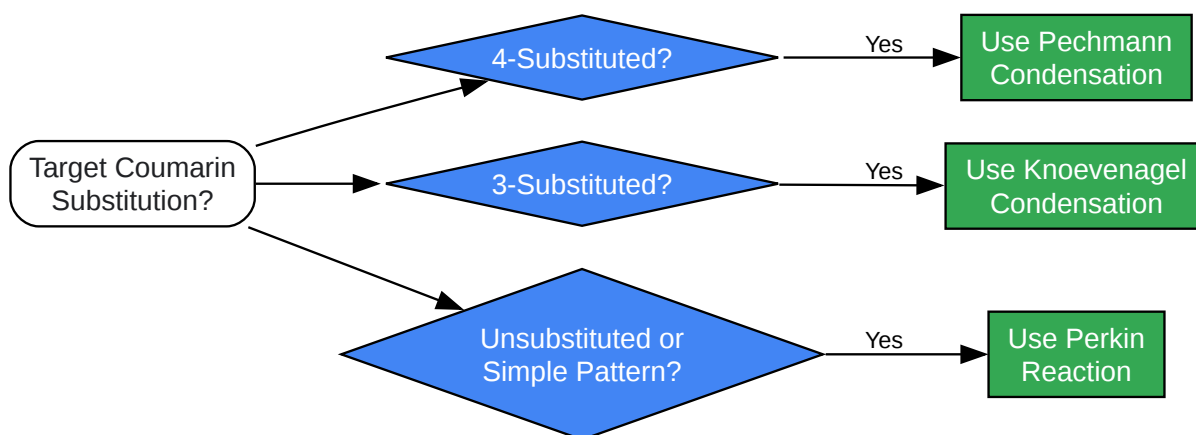 Target Coumarin
Substitution?
4-Substituted?
Yes
Use Pechmann
Condensation
3-Substituted?
Yes
Use Knoevenagel
Condensation
Unsubstituted or
Simple Pattern?
Yes
Use Perkin
Reaction